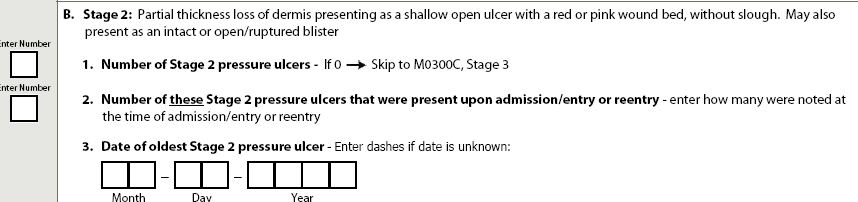 B. Stage 2: Partial thickness loss of dermis presenting as a shallow open ulcer with a red or pink wound bed, without slough. May also
present as an intact or open/ruptured blister
Enter Number
1. Number of Stage 2 pressure ulcers - If 0 → Skip to M0300C, Stage 3
Enter Number
2. Number of these Stage 2 pressure ulcers that were present upon admission/entry or reentry - enter how many were noted at
the time of admission/entry or reentry
3. Date of oldest Stage 2 pressure ulcer - Enter dashes if date is unknown:
– –
Month Day Year